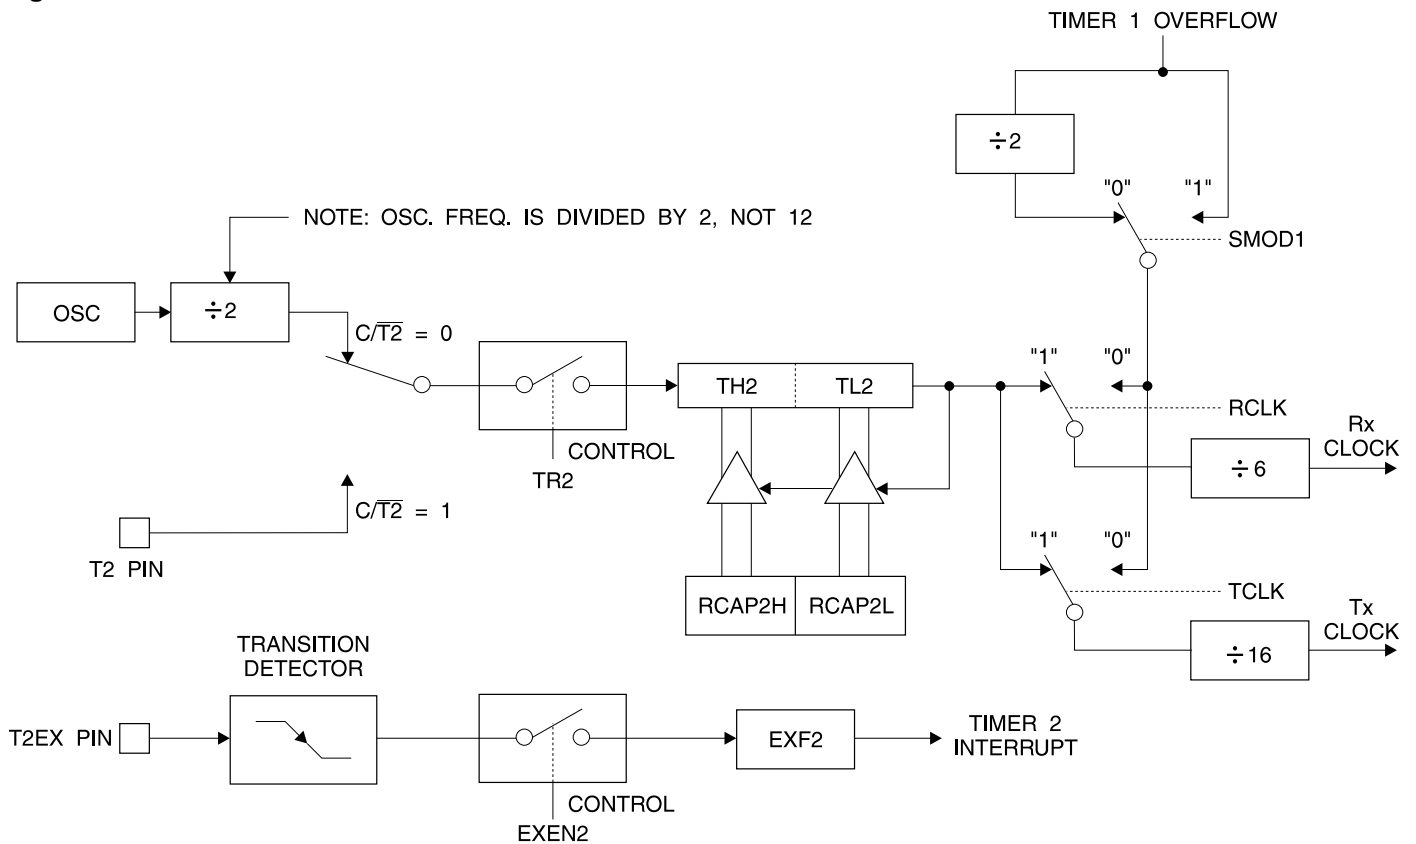 TIMER 1 OVERFLOW
÷2
"0"
"1"
NOTE: OSC. FREQ. IS DIVIDED BY 2, NOT 12
SMOD1
OSC
÷2
C/T2 = 0
"1"
"0"
TH2
TL2
RCLK
Rx
CLOCK
CONTROL
÷6
TR2
C/T2 = 1
"1"
"0"
T2 PIN
TCLK
RCAP2H
RCAP2L
Tx
CLOCK
TRANSITION
DETECTOR
÷16
T2EX PIN
EXF2
TIMER 2
INTERRUPT
CONTROL
EXEN2